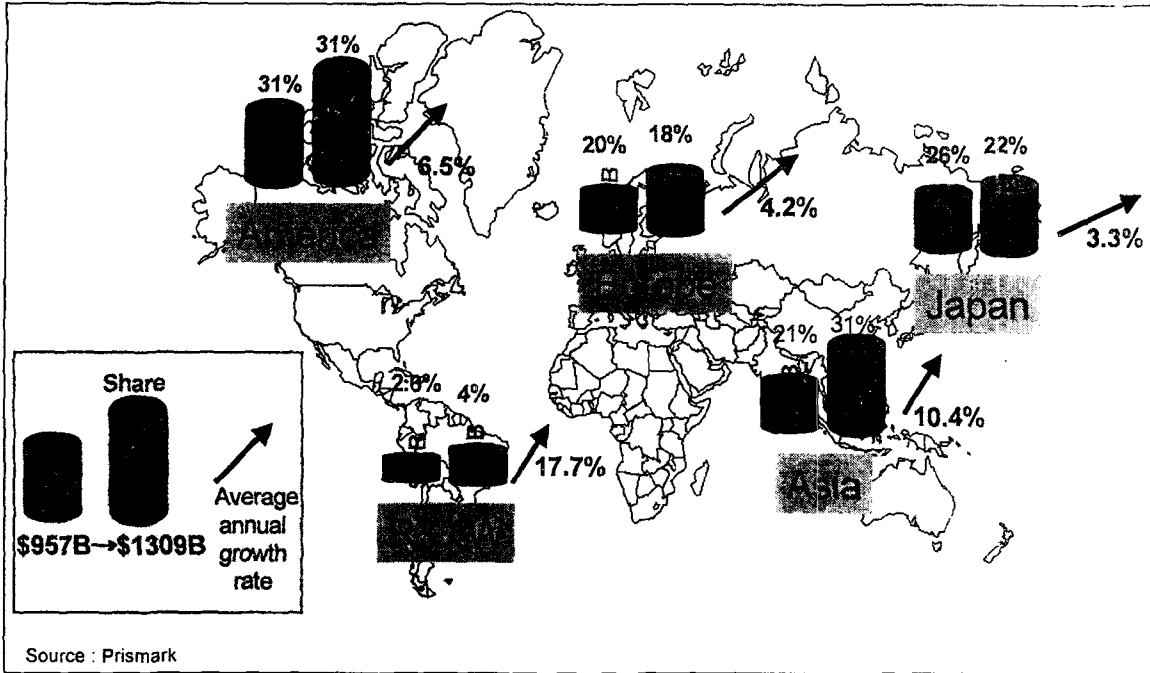 31%
31%
6.5%
America
20%
18%
4.2%
Europe
26%
22%
3.3%
Japan
21%
31%
10.4%
Asia
4%
17.7%
Share
$957B→$1309B
Average
annual
growth
rate
Source : Prismark